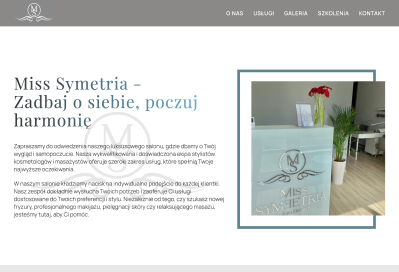 O NAS USŁUGI GALERIA SZKOLENIA KONTAKT
Miss Symetria –
Zadbaj o siebie, poczuj
harmonię
Zapraszamy do odwiedzenia naszego luksusowego salonu, gdzie dbamy o Twój
wygląd i samopoczucie. Nasza wykwalifikowana i doświadczona ekipa stylistów,
kosmetologów i masażystów oferuje szeroki zakres usług, które spełnią Twoje
najwyższe oczekiwania.
W naszym salonie kładziemy nacisk na indywidualne podejście do każdej klientki.
Nasz zespół dokładnie wysłucha Twoich potrzeb i zaoferuje Ci usługi
dostosowane do Twoich preferencji i stylu. Niezależnie od tego, czy szukasz nowej
fryzury, profesjonalnego makijażu, pielęgnacji skóry czy relaksującego masażu,
jesteśmy tutaj, aby Ci pomóc.
MISS
SYMETRIA